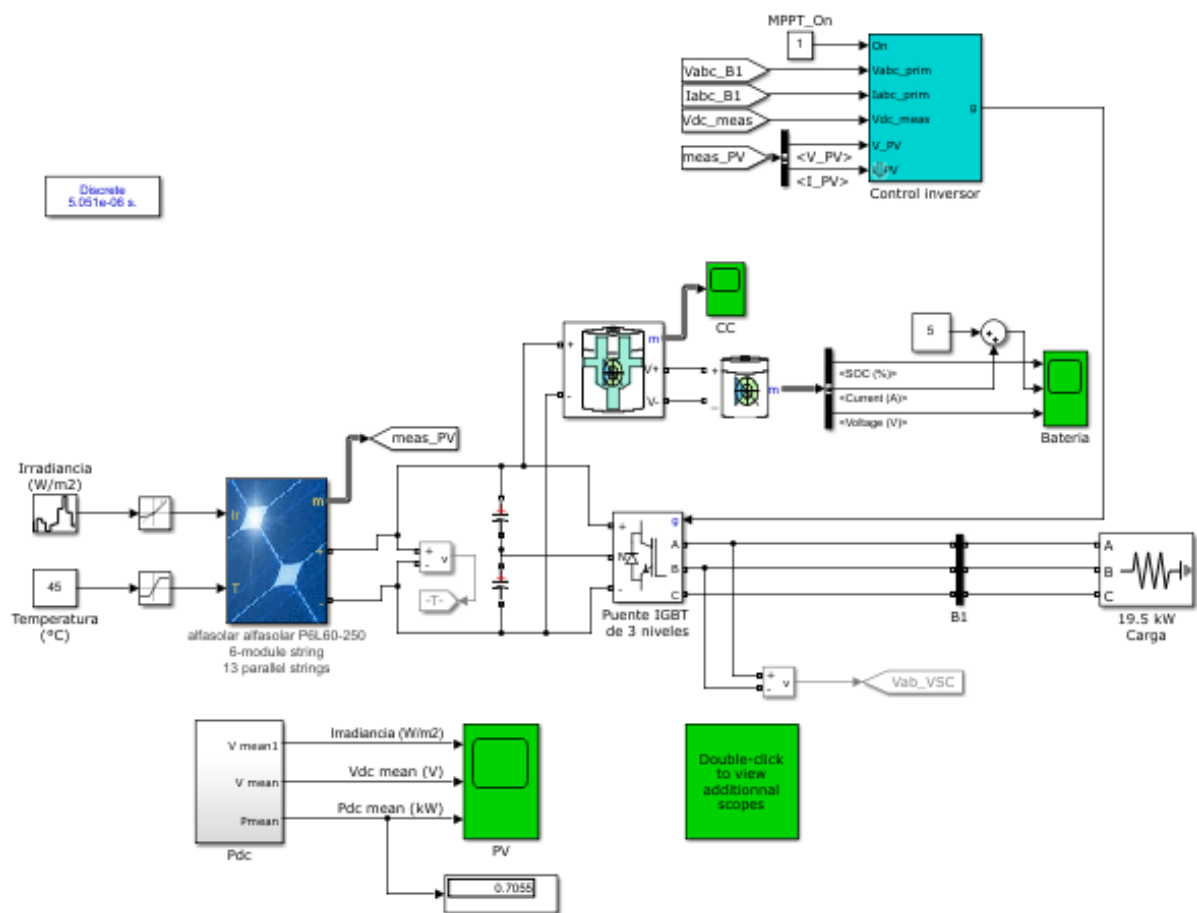 MPPT_On
1
On
Vabc_B1
Vabc_prim
Iabc_B1
Iabc_prim
g
Vdc_meas
Vdc_meas
V_PV
meas_PV
<V_PV>
PV
<I_PV>
Control inversor
Discrete
5.051e-06 s.
CC
+
m
V+
-
V-
+
m
-
5
+
+
<SOC (%)>
<Current (A)>
<Voltage (V)>
Batería
meas_PV
Irradiancia
(W/m2)
Ir
m
+
T
-
45
Temperatura
(°C)
alfasolar alfasolar P6L60-250
6-module string
13 parallel strings
+
-
v
-T-
+
+
+
g
A
N
B
-
C
Puente IGBT
de 3 niveles
B1
A
B
C
19.5 kW
Carga
+
-
v
Vab_VSC
V mean1
V mean
Pmean
Pdc
Irradiancia (W/m2)
Vdc mean (V)
Pdc mean (kW)
PV
0.7055
Double-click
to view
additionnal
scopes